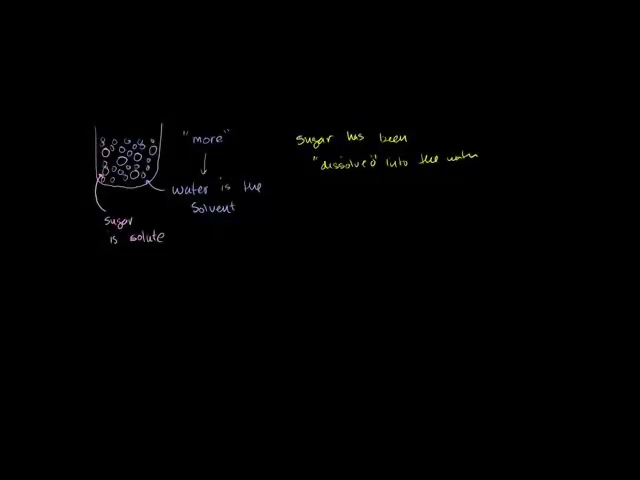 "more"
water is the
solvent
sugar
is solute
sugar has been
"dissolved" into the water